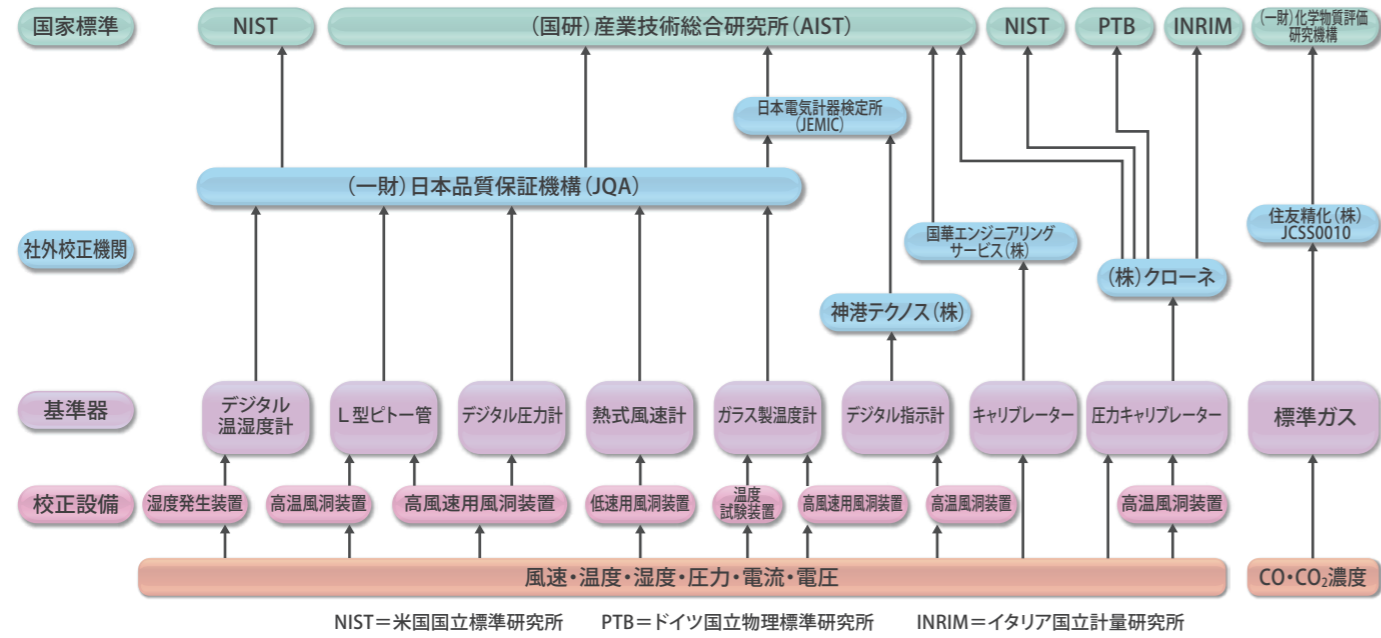 国家標準
NIST
(国研)産業技術総合研究所(AIST)
NIST
PTB
INRIM
(一財)化学物質評価
研究機構
日本電気計器検定所
(JEMIC)
(一財)日本品質保証機構(JQA)
社外校正機関
国華エンジニアリング
サービス(株)
住友精化(株)
JCSS0010
(株)クローネ
神港テクノス(株)
基準器
デジタル
温湿度計
L型ピトー管
デジタル圧力計
熱式風速計
ガラス製温度計
デジタル指示計
キャリブレーター
圧力キャリブレーター
標準ガス
校正設備
湿度発生装置
高温風洞装置
高風速用風洞装置
低速用風洞装置
温度
試験装置
高風速用風洞装置
高温風洞装置
高温風洞装置
風速・温度・湿度・圧力・電流・電圧
CO・CO₂濃度
NIST＝米国国立標準研究所 PTB＝ドイツ国立物理標準研究所 INRIM＝イタリア国立計量研究所